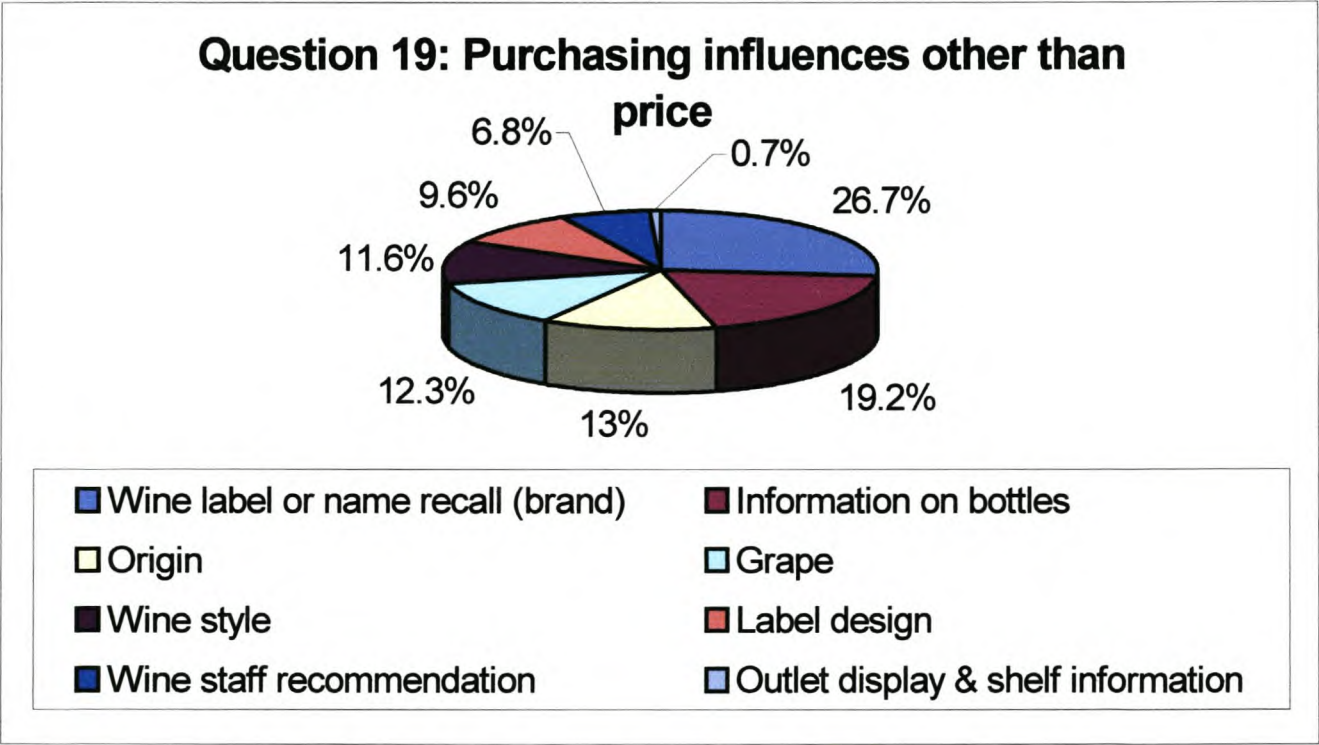 Question 19: Purchasing influences other than
price
6.8%
0.7%
9.6%
26.7%
11.6%
12.3%
19.2%
13%
Wine label or name recall (brand)
Information on bottles
Origin
Grape
Wine style
Label design
Wine staff recommendation
Outlet display & shelf information